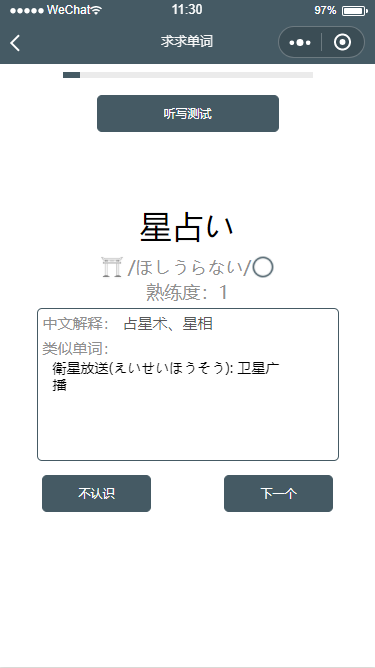 WeChat 11:30 97%
求求单词
听写测试
星占い
⛩ /ほしうらない/◯
熟练度：1
中文解释： 占星术、星相
类似单词：
衛星放送(えいせいほうそう): 卫星广
播
不认识 下一个